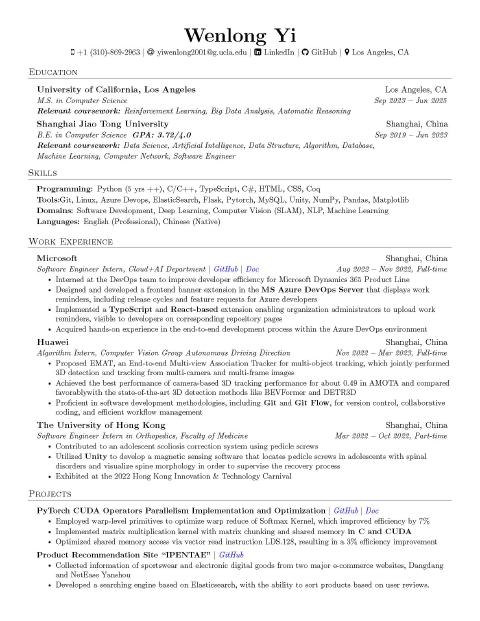 Wenlong Yi
+1 (310)-869-2963 | yiwenlong2001@g.ucla.edu | LinkedIn | GitHub | Los Angeles, CA
Education
University of California, Los Angeles Los Angeles, CA
M.S. in Computer Science Sep 2023 – Jun 2025
Relevant coursework: Reinforcement Learning, Big Data Analysis, Automatic Reasoning
Shanghai Jiao Tong University Shanghai, China
B.E. in Computer Science GPA: 3.72/4.0 Sep 2019 – Jun 2023
Relevant coursework: Data Science, Artificial Intelligence, Data Structure, Algorithm, Database,
Machine Learning, Computer Network, Software Engineer
Skills
Programming: Python (5 yrs ++), C/C++, TypeScript, C#, HTML, CSS, Coq
Tools:Git, Linux, Azure Devops, ElasticSearch, Flask, Pytorch, MySQL, Unity, NumPy, Pandas, Matplotlib
Domains: Software Development, Deep Learning, Computer Vision (SLAM), NLP, Machine Learning
Languages: English (Professional), Chinese (Native)
Work Experience
Microsoft Shanghai, China
Software Engineer Intern, Cloud+AI Department | GitHub | Doc Aug 2022 – Nov 2022, Full-time
• Interned at the DevOps team to improve developer efficiency for Microsoft Dynamics 365 Product Line
• Designed and developed a frontend banner extension in the MS Azure DevOps Server that displays work
reminders, including release cycles and feature requests for Azure developers
• Implemented a TypeScript and React-based extension enabling organization administrators to upload work
reminders, visible to developers on corresponding repository pages
• Acquired hands-on experience in the end-to-end development process within the Azure DevOps environment
Huawei Shanghai, China
Algorithm Intern, Computer Vision Group Autonomous Driving Direction Nov 2022 – Mar 2023, Full-time
• Proposed EMAT, an End-to-End Multi-view Association Tracker for multi-object tracking, which jointly performed
3D detection and tracking from multi-camera and multi-frame images
• Achieved the best performance of camera-based 3D tracking performance for about 0.49 in AMOTA and compared
favorablywith the state-of-the-art 3D detection methods like BEVFormer and DETR3D
• Proficient in software development methodologies, including Git and Git Flow, for version control, collaborative
coding, and efficient workflow management
The University of Hong Kong Shanghai, China
Software Engineer Intern in Orthopedics, Faculty of Medicine Mar 2022 – Oct 2022, Part-time
• Contributed to an adolescent scoliosis correction system using pedicle screws
• Utilized Unity to develop a magnetic sensing software that locates pedicle screws in adolescents with spinal
disorders and visualize spine morphology in order to supervise the recovery process
• Exhibited at the 2022 Hong Kong Innovation & Technology Carnival
Projects
PyTorch CUDA Operators Parallelism Implementation and Optimization | GitHub | Doc
• Employed warp-level primitives to optimize warp reduce of Softmax Kernel, which improved efficiency by 7%
• Implemented matrix multiplication kernel with matrix chunking and shared memory in C and CUDA
• Optimized shared memory access via vector read instruction LDS.128, resulting in a 3% efficiency improvement
Product Recommendation Site “IPENTAE” | GitHub
• Collected information of sportswear and electronic digital goods from two major e-commerce websites, Dangdang
and NetEase Yanshou
• Developed a searching engine based on Elasticsearch, with the ability to sort products based on user reviews.